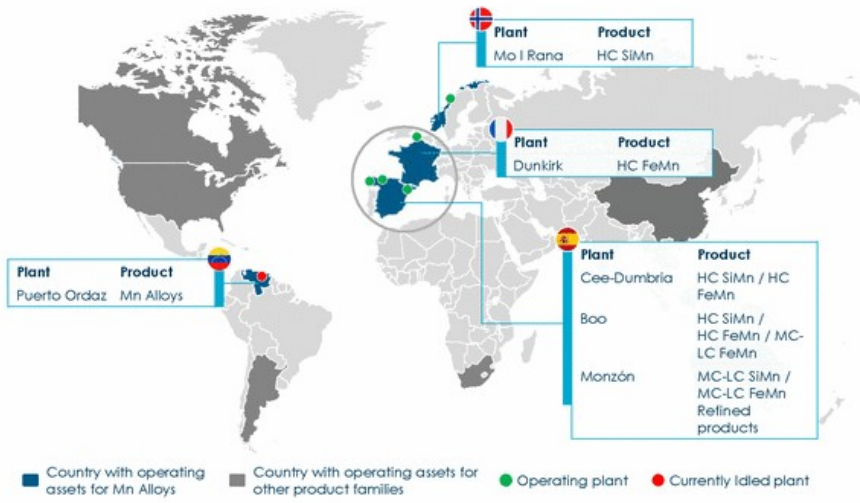 Plant Product
Mo I Rana HC SiMn
Plant Product
Dunkirk HC FeMn
Plant Product
Puerto Ordaz Mn Alloys
Plant Product
Cee-Dumbria HC SiMn / HC
FeMn
Boo HC SiMn /
HC FeMn / MC-
LC FeMn
Monzón MC-LC SiMn /
MC-LC FeMn
Refined
products
Country with operating
assets for Mn Alloys
Country with operating assets for
other product families
Operating plant
Currently Idled plant